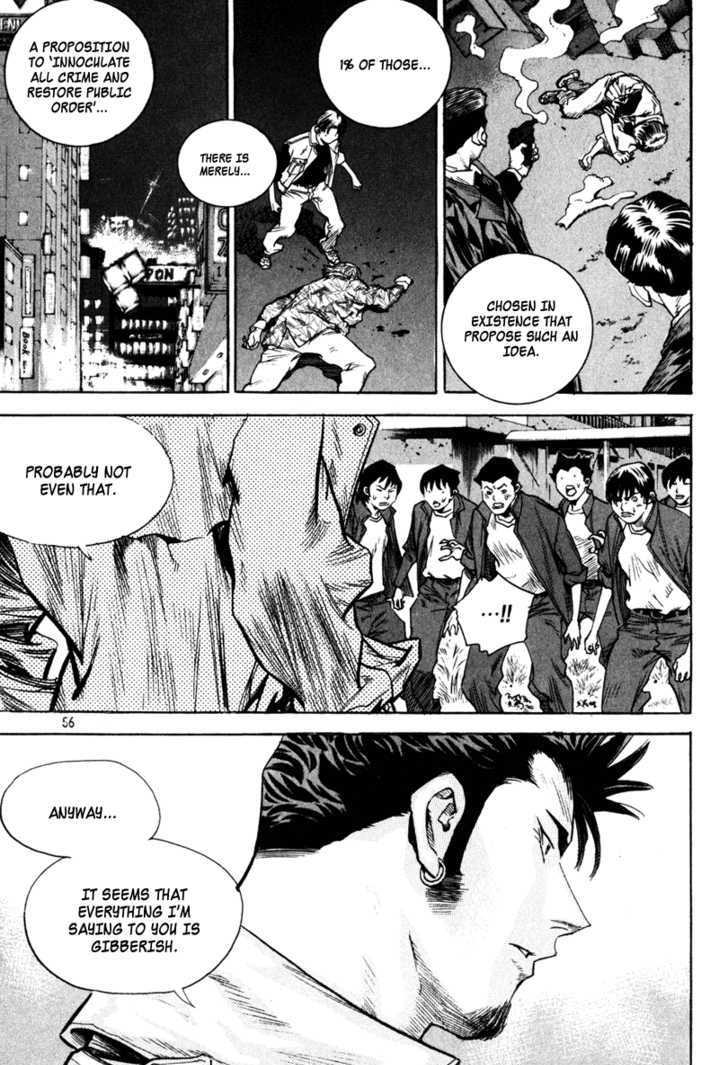 A PROPOSITION
TO 'INNOCULATE
ALL CRIME AND
RESTORE PUBLIC
ORDER'...
BOOK
THERE IS
MERELY...
1% OF THOSE...
CHOSEN IN
EXISTENCE THAT
PROPOSE SUCH AN
IDEA.
PROBABLY NOT
EVEN THAT.
...!!
56
ANYWAY...
IT SEEMS THAT
EVERYTHING I'M
SAYING TO YOU IS
GIBBERISH.